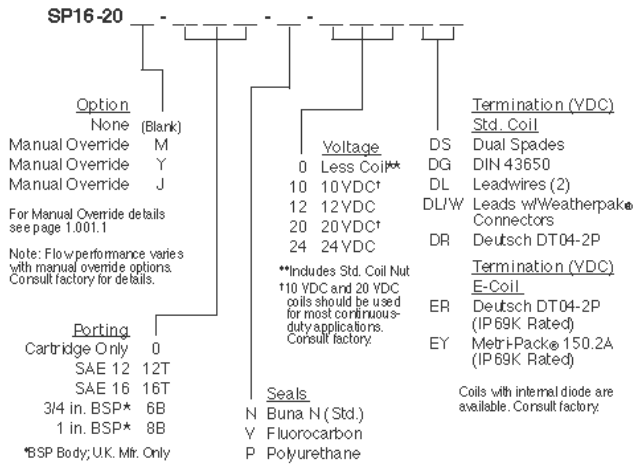 SP16-20 __ - ____ - __ - ____ ____
Option
None (Blank)
Manual Override M
Manual Override Y
Manual Override J
For Manual Override details
see page 1.001.1
Note: Flow performance varies
with manual override options.
Consult factory for details.
Porting
Cartridge Only 0
SAE 12 12T
SAE 16 16T
3/4 in. BSP* 6B
1 in. BSP* 8B
*BSP Body; U.K. Mfr. Only
Seals
N Buna N (Std.)
V Fluorocarbon
P Polyurethane
Voltage
0 Less Coil**
10 10 VDC†
12 12 VDC
20 20 VDC†
24 24 VDC
**Includes Std. Coil Nut
†10 VDC and 20 VDC
coils should be used
for most continuous-
duty applications.
Consult factory.
Termination (VDC)
Std. Coil
DS Dual Spades
DG DIN 43650
DL Leadwires (2)
DL/W Leads w/Weatherpak®
Connectors
DR Deutsch DT04-2P
Termination (VDC)
E-Coil
ER Deutsch DT04-2P
(IP69K Rated)
EY Metri-Pack® 150.2A
(IP69K Rated)
Coils with internal diode are
available. Consult factory.